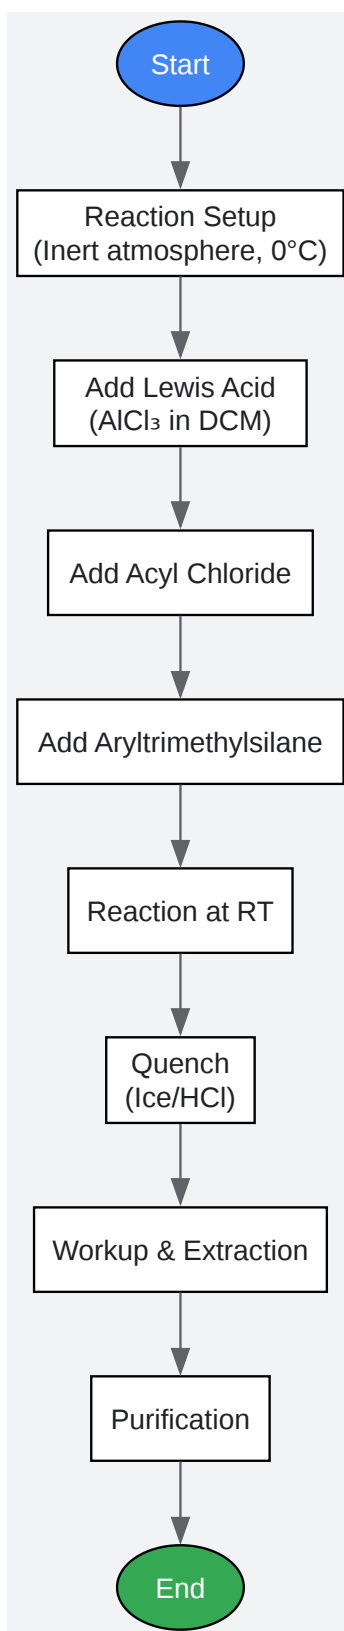 Start
Reaction Setup
(Inert atmosphere, 0°C)
Add Lewis Acid
(AlCl₃ in DCM)
Add Acyl Chloride
Add Aryltrimethylsilane
Reaction at RT
Quench
(Ice/HCl)
Workup & Extraction
Purification
End